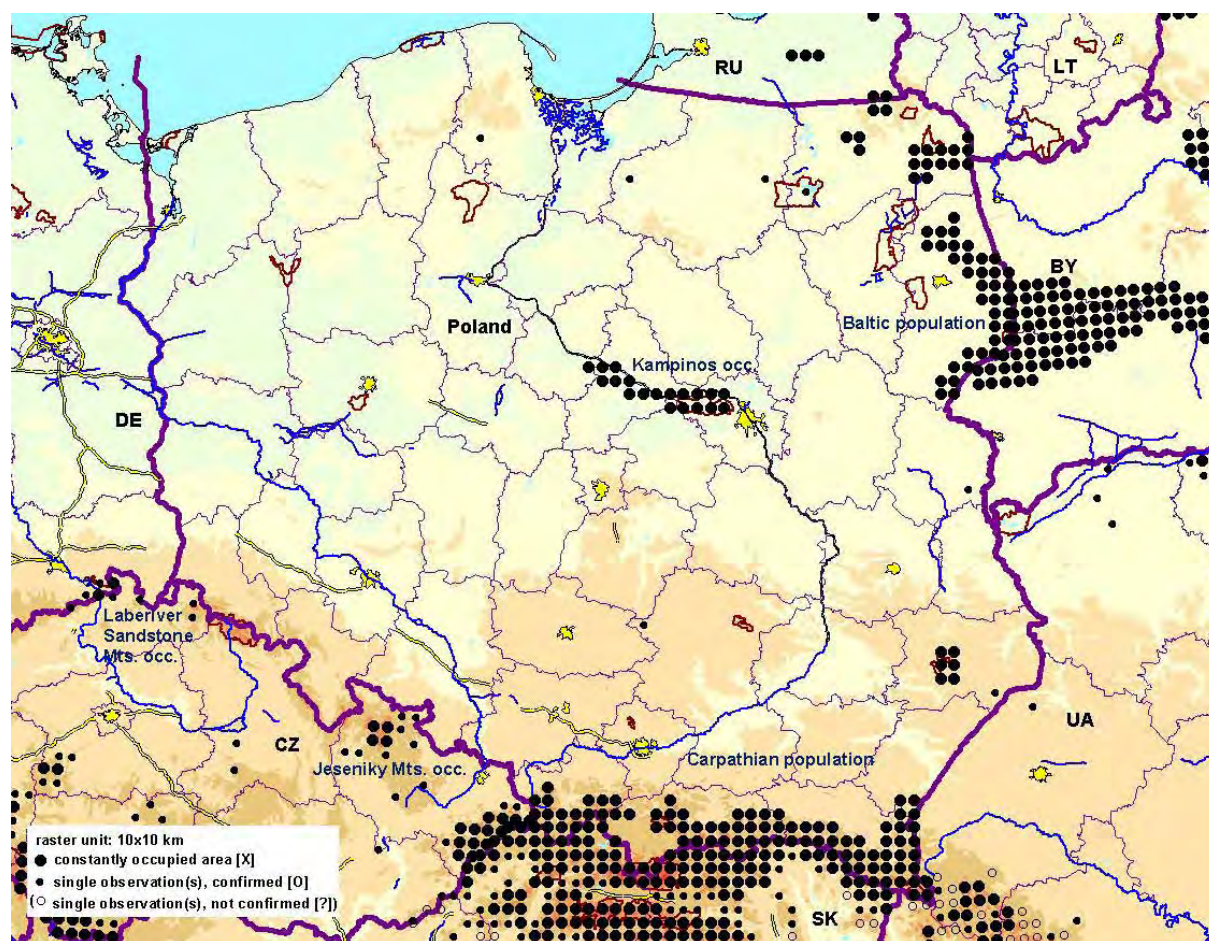 RU
LT
BY
Baltic population
Poland
Kampinos occ.
DE
Laberiver
Sandstone
Mts. occ.
CZ
Jeseniky Mts. occ.
UA
Carpathian population
SK
raster unit: 10x10 km
constantly occupied area [X]
single observation(s), confirmed [O]
(○) single observation(s), not confirmed [?])